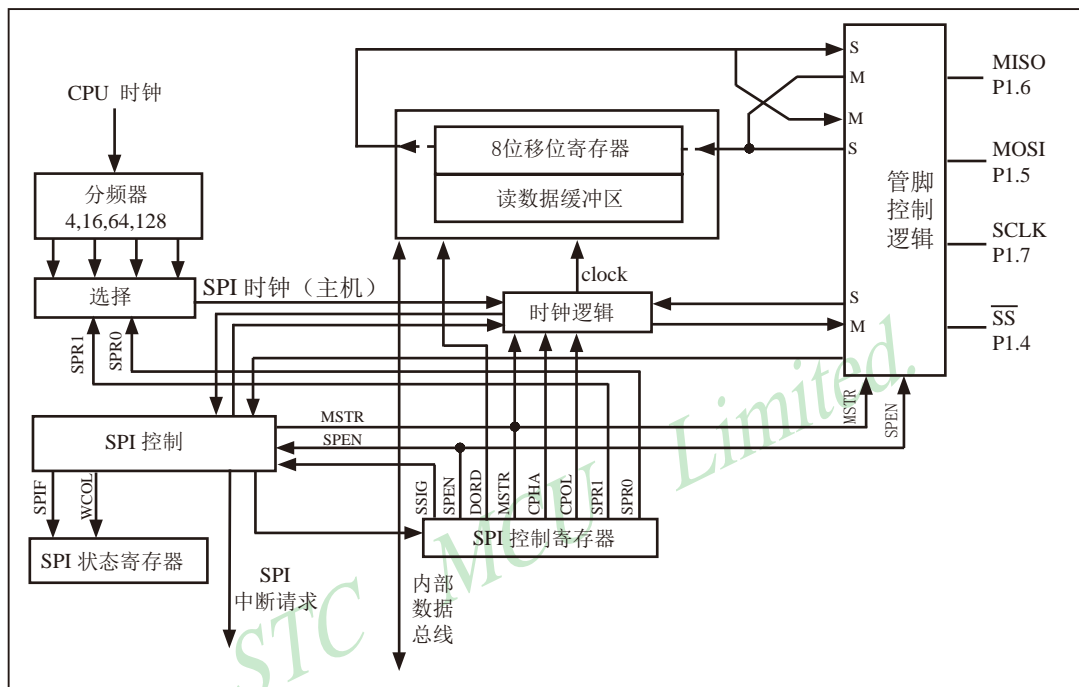 CPU 时钟
分频器
4,16,64,128
选择
SPR1
SPR0
SPI 时钟（主机）
8位移位寄存器
读数据缓冲区
clock
时钟逻辑
S
M
M
S
S
M
管脚
控制
逻辑
MISO
P1.6
MOSI
P1.5
SCLK
P1.7
SS
P1.4
MSTR
SPEN
SPI 控制
MSTR
SPEN
SPIF
WCOL
SPI 状态寄存器
SSIG
SPEN
DORD
MSTR
CPHA
CPOL
SPR1
SPR0
SPI 控制寄存器
SPI
中断请求
内部
数据
总线
STC MCU Limited.